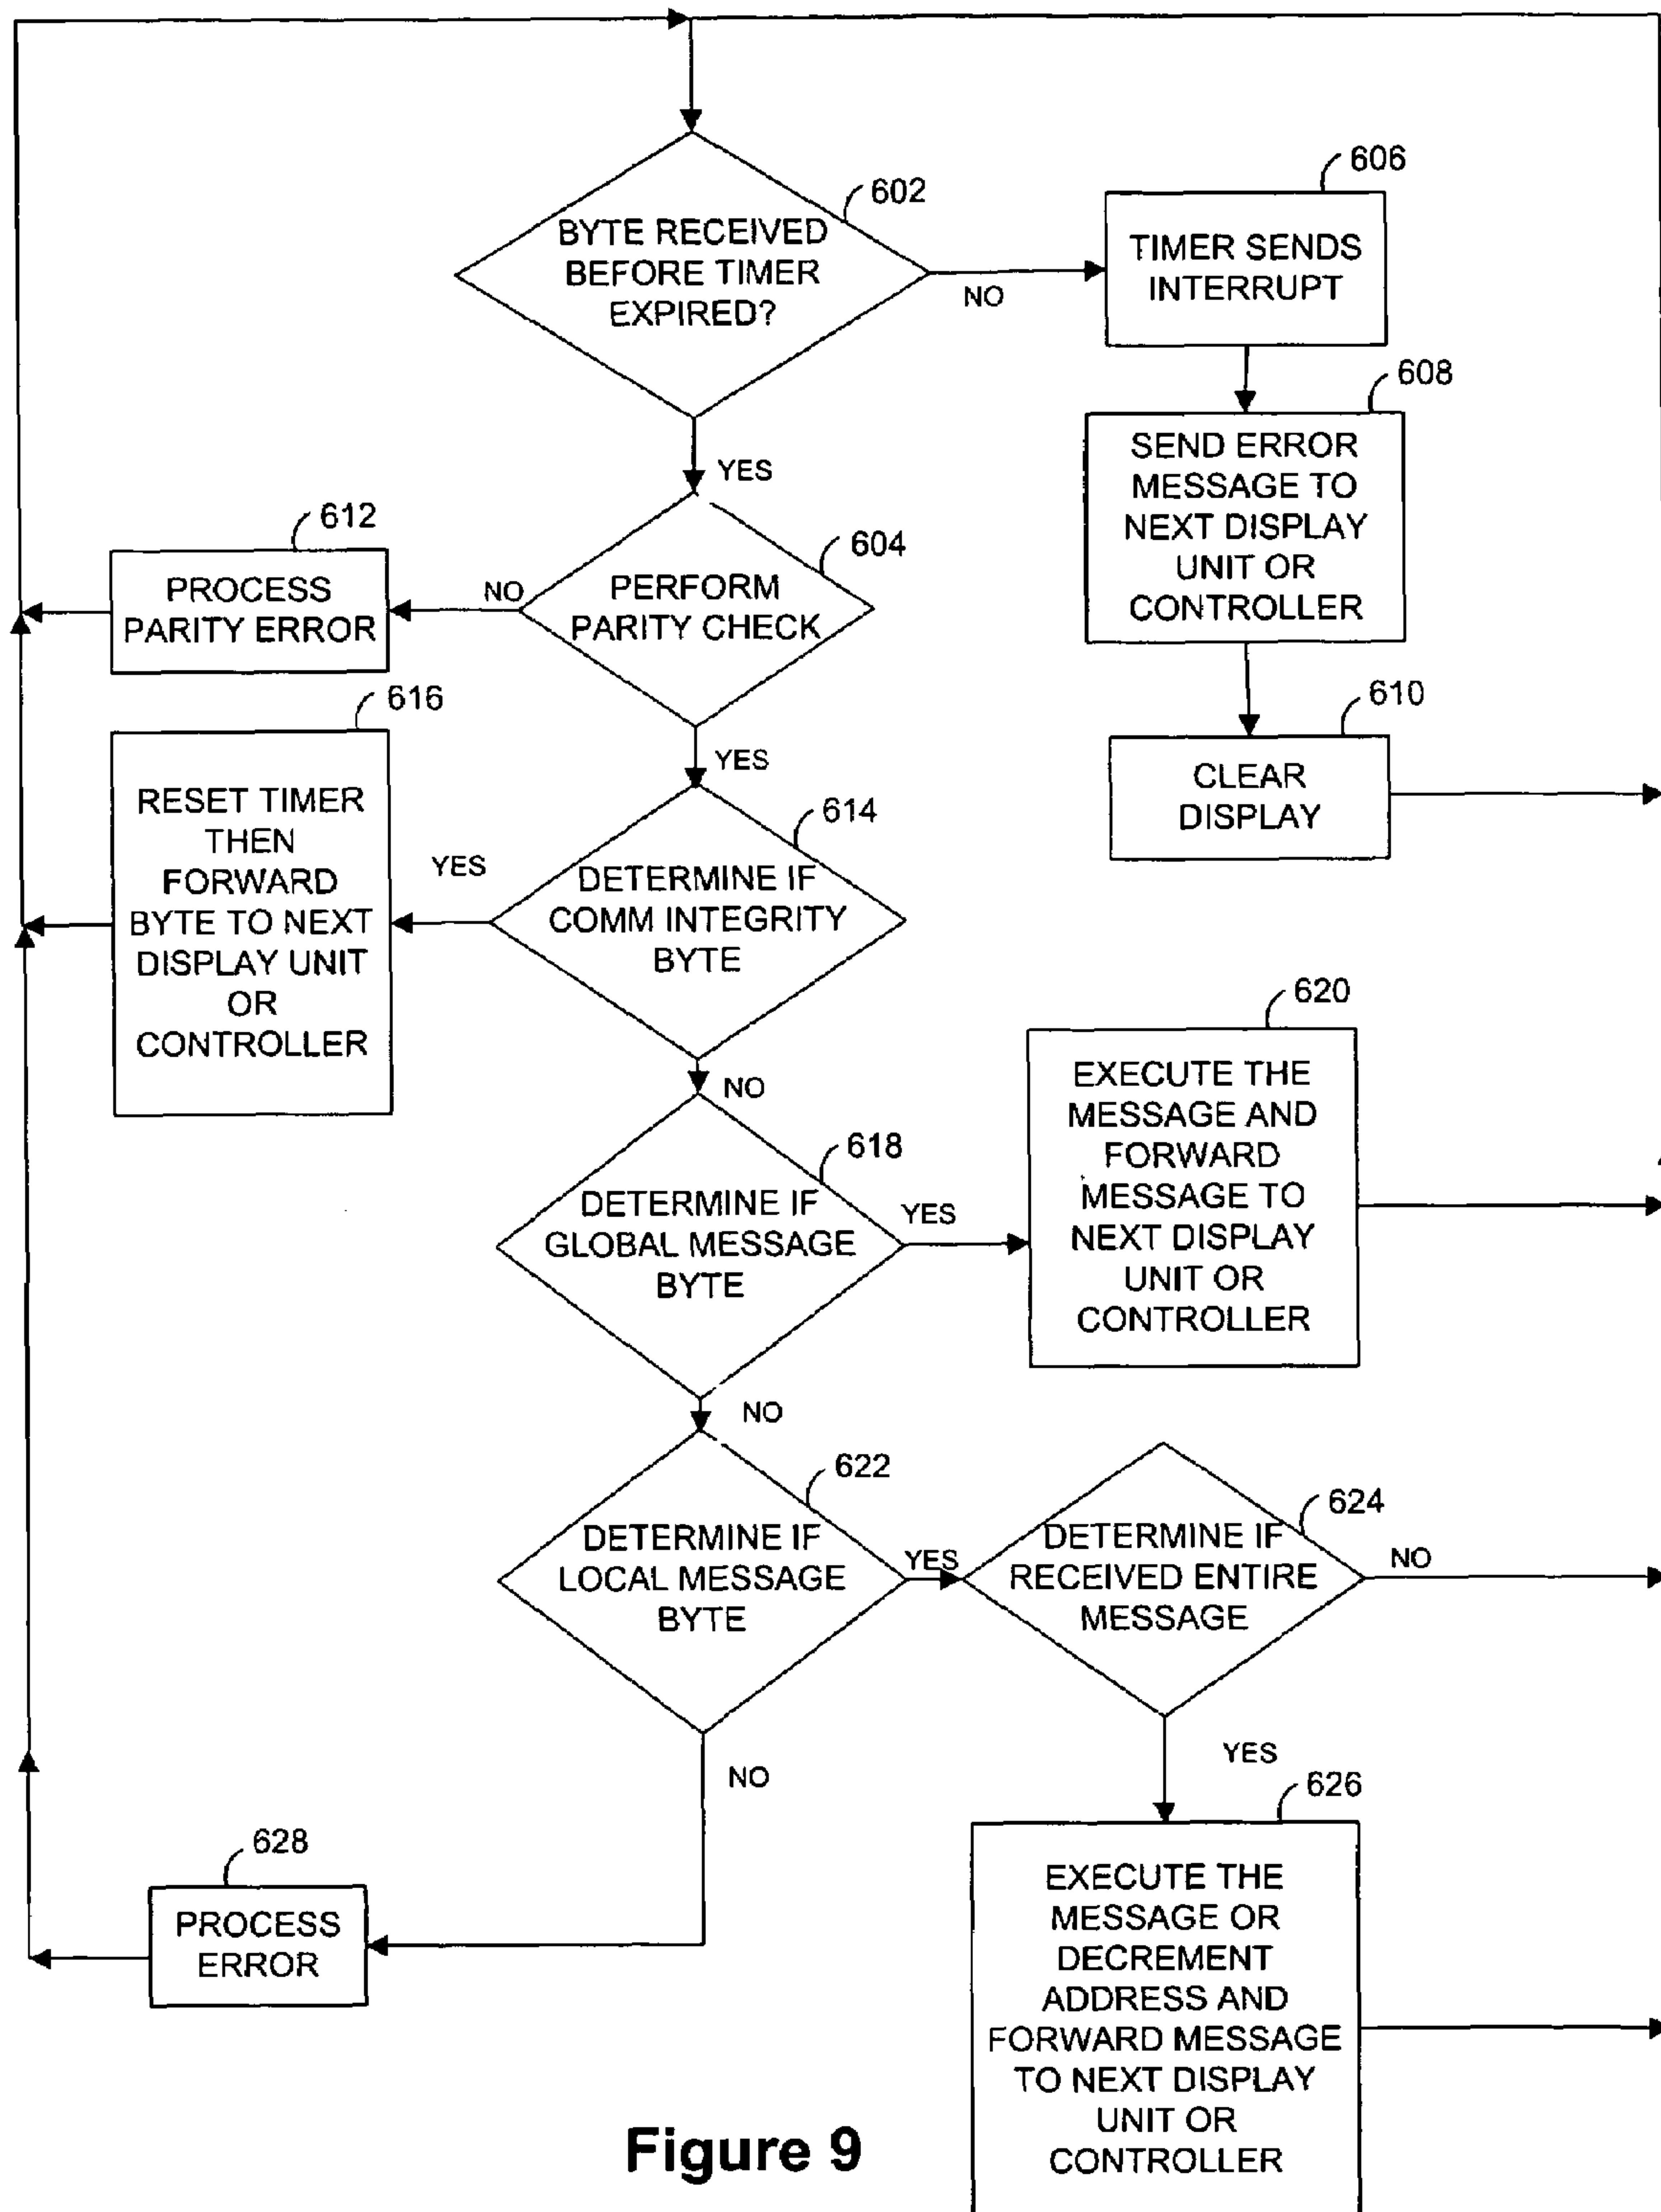 606
602
BYTE RECEIVED
BEFORE TIMER
EXPIRED?
TIMER SENDS
INTERRUPT
NO
608
YES
SEND ERROR
MESSAGE TO
NEXT DISPLAY
UNIT OR
CONTROLLER
612
604
PROCESS
PARITY ERROR
NO
PERFORM
PARITY CHECK
616
610
YES
CLEAR
DISPLAY
RESET TIMER
THEN
FORWARD
BYTE TO NEXT
DISPLAY UNIT
OR
CONTROLLER
614
YES
DETERMINE IF
COMM INTEGRITY
BYTE
620
NO
EXECUTE THE
MESSAGE AND
FORWARD
MESSAGE TO
NEXT DISPLAY
UNIT OR
CONTROLLER
618
DETERMINE IF
GLOBAL MESSAGE
BYTE
YES
NO
622
DETERMINE IF
LOCAL MESSAGE
BYTE
YES
624
DETERMINE IF
RECEIVED ENTIRE
MESSAGE
NO
YES
NO
626
628
PROCESS
ERROR
EXECUTE THE
MESSAGE OR
DECREMENT
ADDRESS AND
FORWARD MESSAGE
TO NEXT DISPLAY
UNIT OR
CONTROLLER
Figure 9